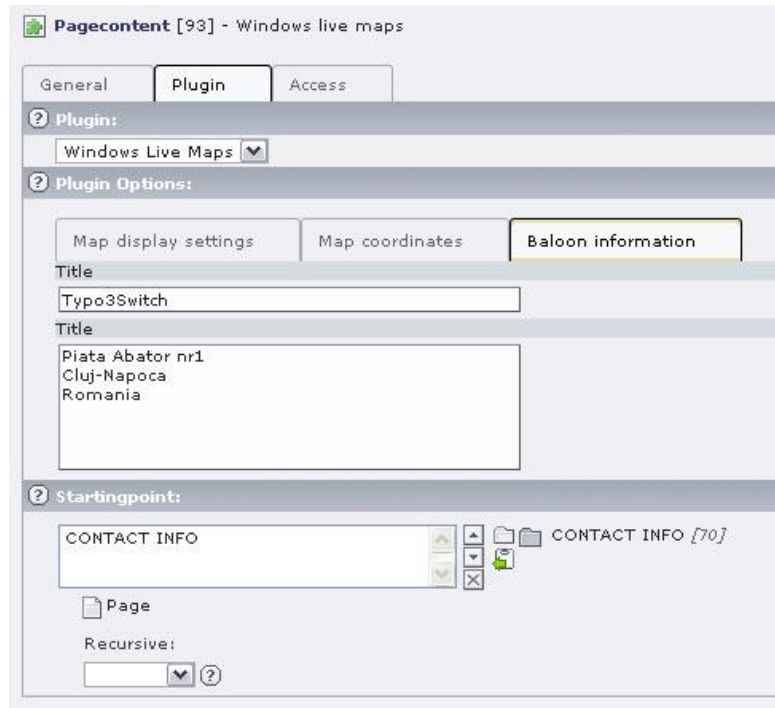 Pagecontent [93] - Windows live maps
General Plugin Access
Plugin:
Windows Live Maps
Plugin Options:
Map display settings Map coordinates Baloon information
Title
Typo3Switch
Title
Piata Abator nr1
Cluj-Napoca
Romania
Startingpoint:
CONTACT INFO CONTACT INFO [70]
Page
Recursive: